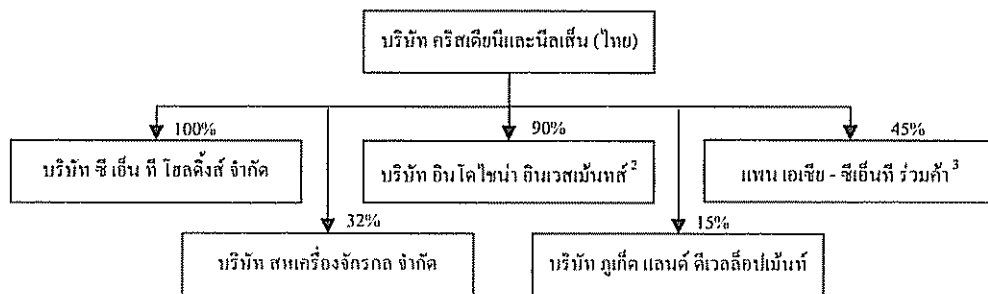 บริษัท คริสเตียนีและนีลเส็น (ไทย)
100%
90%
45%
บริษัท ซี เอ็น ที โฮลดิ้งส์ จำกัด
บริษัท อินโดไชน่า อินเวสเม้นทส์ 2
แพน เอเชีย - ซีเอ็นที ร่วมค้า 3
32%
15%
บริษัท สหเครื่องจักรกล จำกัด
บริษัท ภูเก็ต แลนด์ ดีเวลล็อปเม้นท์